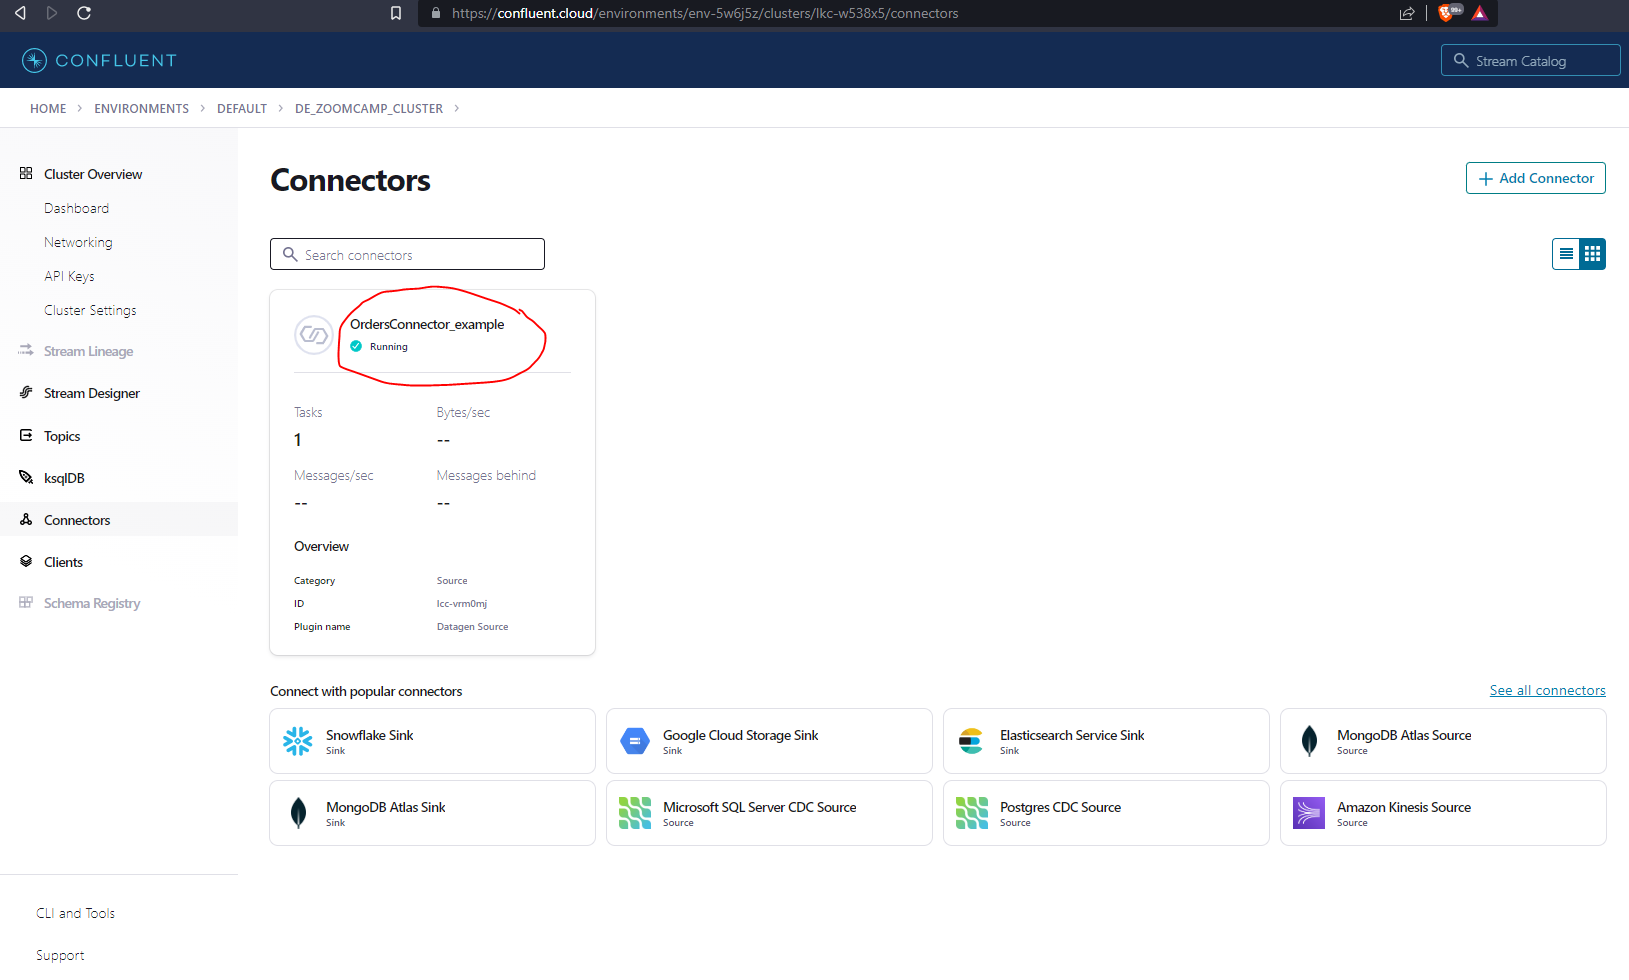 https://confluent.cloud/environments/env-5w6j5z/clusters/lkc-w538x5/connectors
99+
CONFLUENT
Stream Catalog
HOME > ENVIRONMENTS > DEFAULT > DE_ZOOMCAMP_CLUSTER >
Cluster Overview
Dashboard
Networking
API Keys
Cluster Settings
Stream Lineage
Stream Designer
Topics
ksqlDB
Connectors
Clients
Schema Registry
CLI and Tools
Support
Connectors
+ Add Connector
Search connectors
OrdersConnector_example
Running
Tasks Bytes/sec
1 --
Messages/sec Messages behind
-- --
Overview
Category Source
ID lcc-vrm0mj
Plugin name Datagen Source
Connect with popular connectors See all connectors
Snowflake Sink
Sink
Google Cloud Storage Sink
Sink
Elasticsearch Service Sink
Sink
MongoDB Atlas Source
Source
MongoDB Atlas Sink
Sink
Microsoft SQL Server CDC Source
Source
Postgres CDC Source
Source
Amazon Kinesis Source
Source